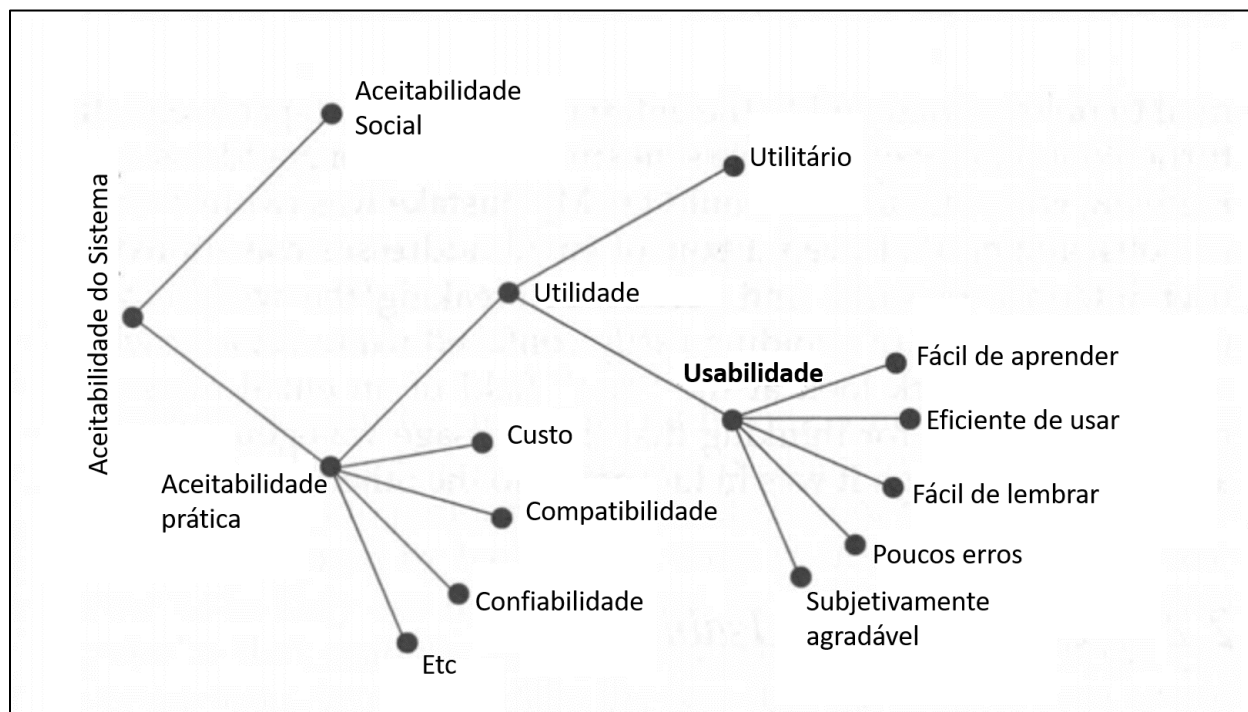 Aceitabilidade do Sistema
Aceitabilidade
Social
Utilitário
Utilidade
Usabilidade
Fácil de aprender
Eficiente de usar
Fácil de lembrar
Poucos erros
Subjetivamente
agradável
Aceitabilidade
prática
Custo
Compatibilidade
Confiabilidade
Etc